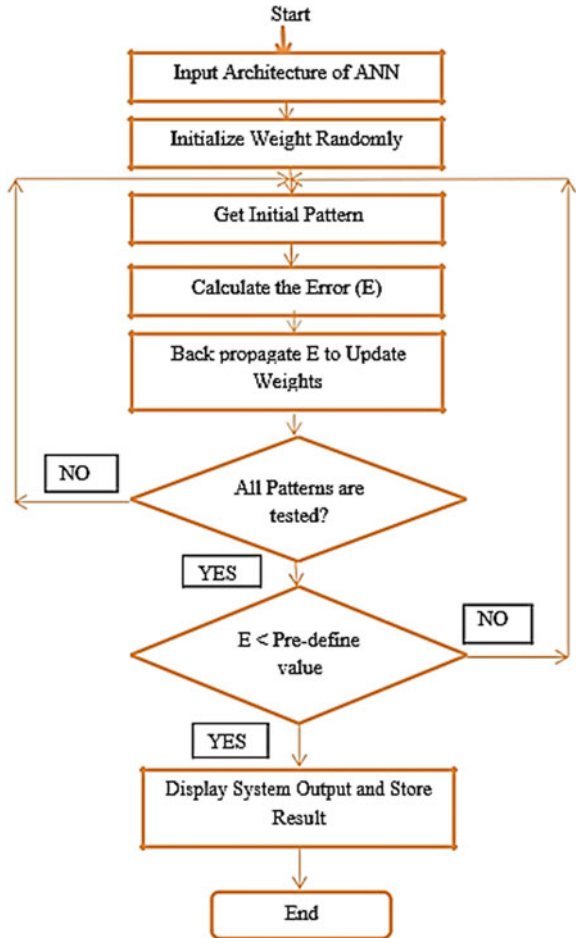 Start
Input Architecture of ANN
Initialize Weight Randomly
Get Initial Pattern
Calculate the Error (E)
Back propagate E to Update
Weights
NO
All Patterns are
tested?
YES
NO
E < Pre-define
value
YES
Display System Output and Store
Result
End